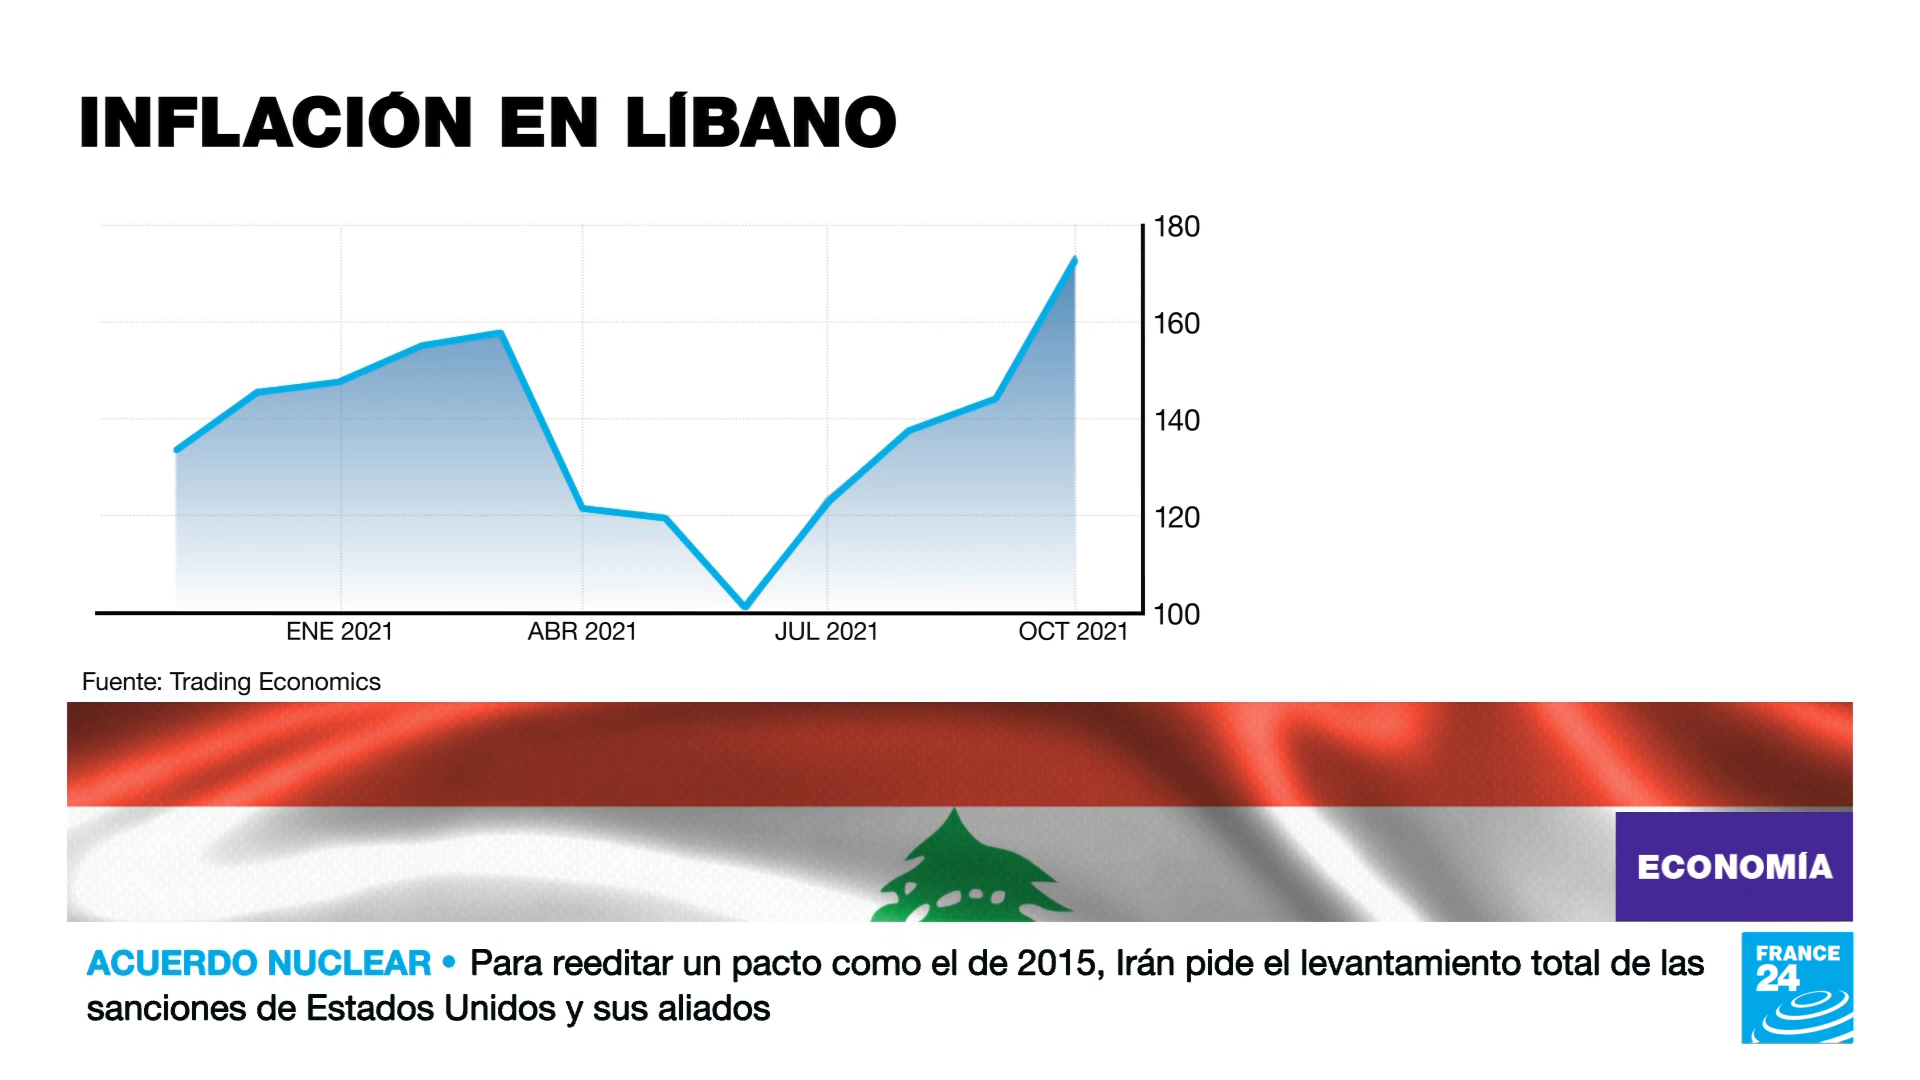 INFLACIÓN EN LÍBANO
180
160
140
120
100
ENE 2021 ABR 2021 JUL 2021 OCT 2021
Fuente: Trading Economics
ECONOMÍA
ACUERDO NUCLEAR • Para reeditar un pacto como el de 2015, Irán pide el levantamiento total de las
sanciones de Estados Unidos y sus aliados
FRANCE
24